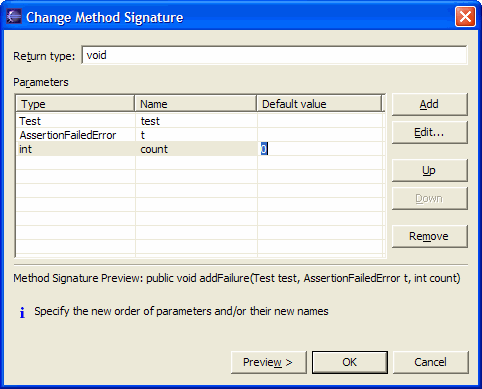 Change Method Signature
Return type: void
Parameters
Type Name Default value
Add
Test test
AssertionFailedError t
Edit...
int count 0
Up
Down
Remove
Method Signature Preview: public void addFailure(Test test, AssertionFailedError t, int count)
Specify the new order of parameters and/or their new names
Preview > OK Cancel